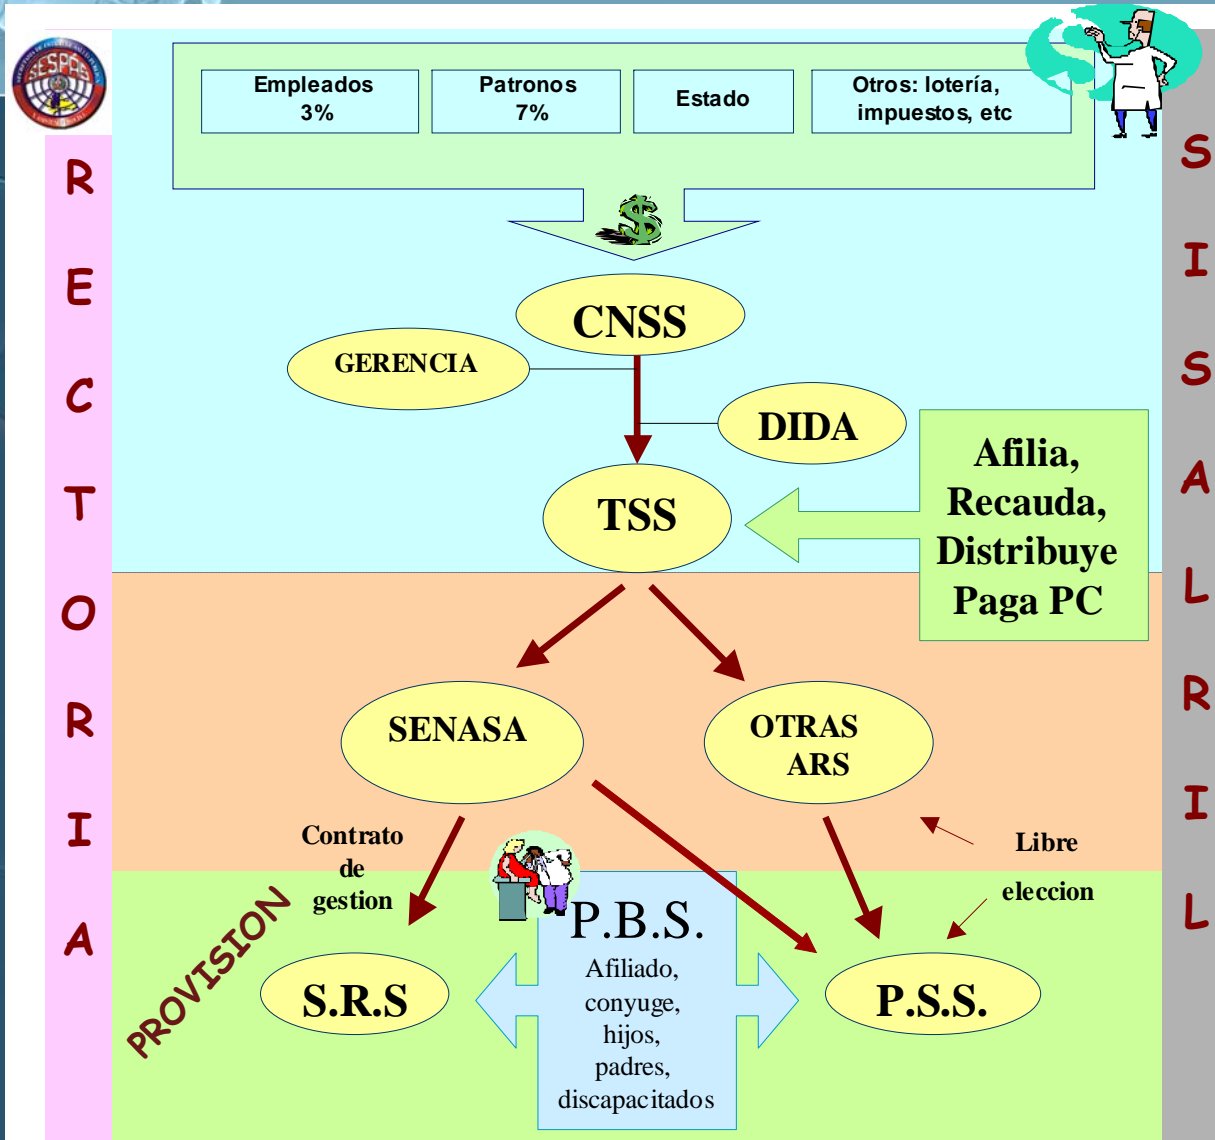 SESPAS
Empleados
3%
Patronos
7%
Estado
Otros: lotería,
impuestos, etc
RECTORIA
SISALRIL
$
CNSS
GERENCIA
DIDA
TSS
Afilia,
Recauda,
Distribuye
Paga PC
SENASA
OTRAS
ARS
Contrato
de
gestion
Libre
eleccion
PROVISION
P.B.S.
Afiliado,
conyuge,
hijos,
padres,
discapacitados
S.R.S
P.S.S.